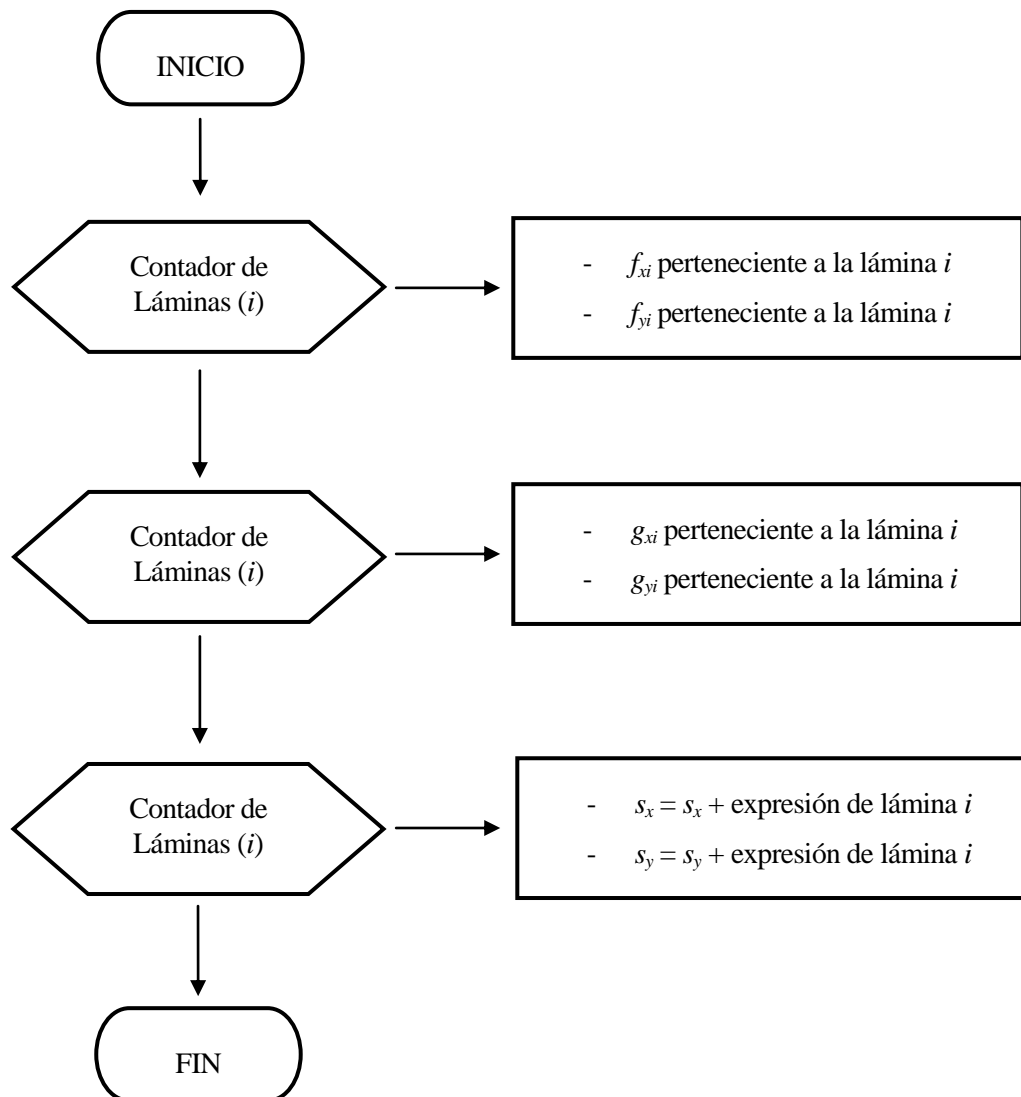 INICIO
Contador de
Láminas (i)
- fxi perteneciente a la lámina i
- fyi perteneciente a la lámina i
Contador de
Láminas (i)
- gxi perteneciente a la lámina i
- gyi perteneciente a la lámina i
Contador de
Láminas (i)
- sx = sx + expresión de lámina i
- sy = sy + expresión de lámina i
FIN